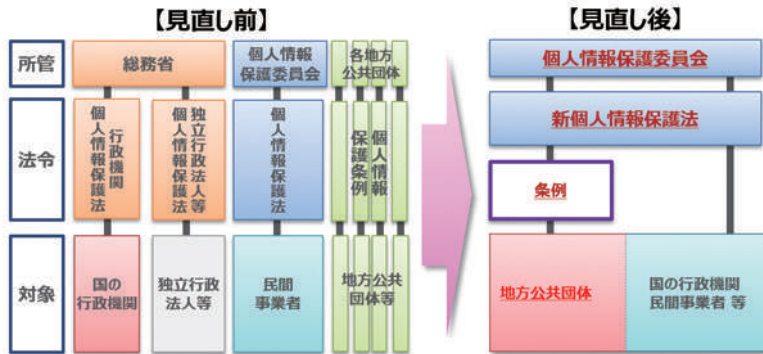 【見直し前】
所管
総務省
個人情報
保護委員会
各地方
公共団体
法令
行政機関
個人情報保護法
独立行政法人等
個人情報保護法
個人情報保護法
個人情報
保護条例
対象
国の
行政機関
独立行政
法人等
民間
事業者
地方公共
団体等
【見直し後】
個人情報保護委員会
新個人情報保護法
条例
地方公共団体
国の行政機関
民間事業者 等